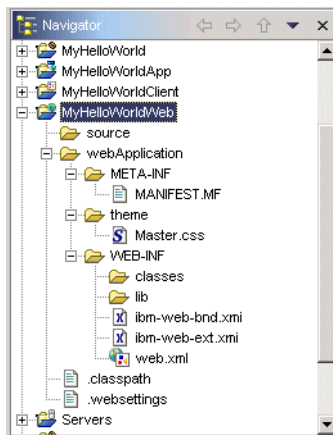 Navigator
MyHelloWorld
MyHelloWorldApp
MyHelloWorldClient
MyHelloWorldWeb
source
webApplication
META-INF
MANIFEST.MF
theme
Master.css
WEB-INF
classes
lib
ibm-web-bnd.xmi
ibm-web-ext.xmi
web.xml
.classpath
.websettings
Servers